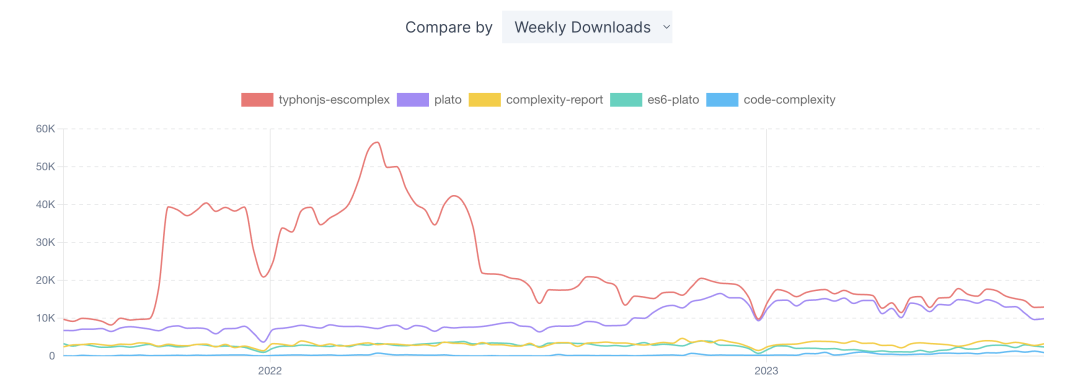 Compare by Weekly Downloads
typhonjs-escomplex plato complexity-report es6-plato code-complexity
60K
50K
40K
30K
20K
10K
0
2022 2023